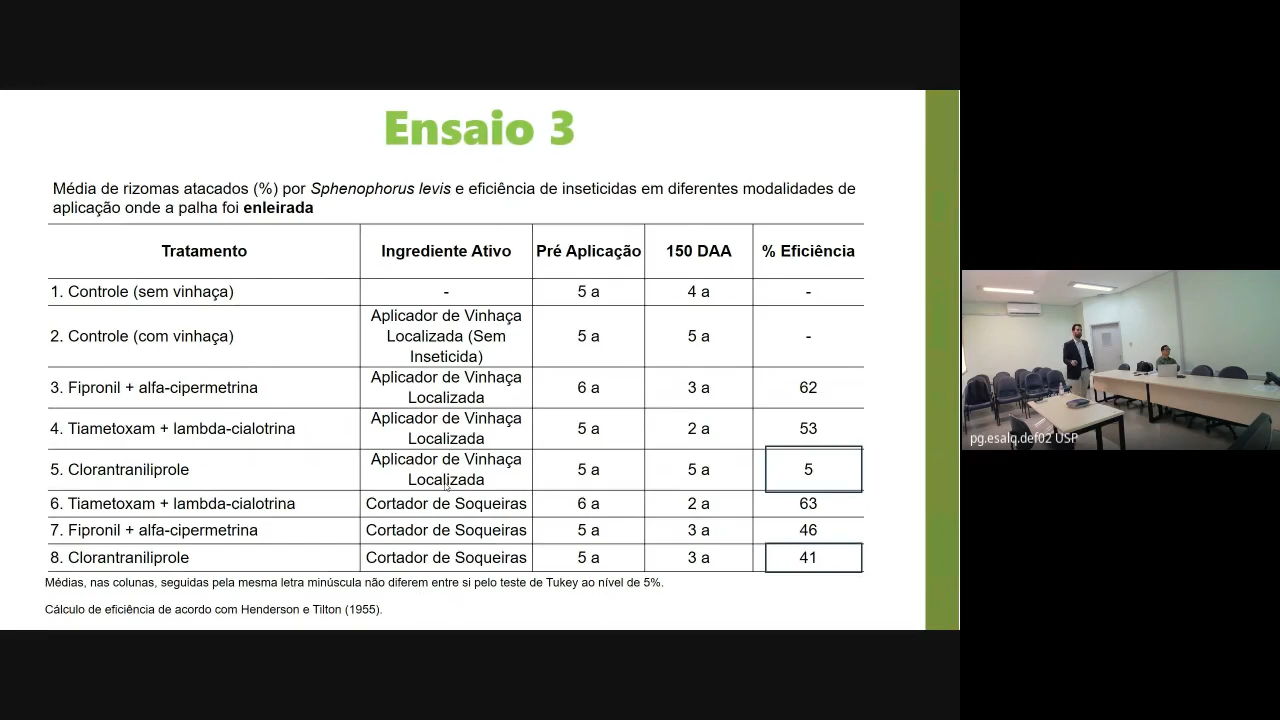 Ensaio 3
Média de rizomas atacados (%) por Sphenophorus levis e eficiência de inseticidas em diferentes modalidades de
aplicação onde a palha foi enleirada
Tratamento Ingrediente Ativo Pré Aplicação 150 DAA % Eficiência
1. Controle (sem vinhaça) - 5 a 4 a -
2. Controle (com vinhaça) Aplicador de Vinhaça
Localizada (Sem
Inseticida) 5 a 5 a -
3. Fipronil + alfa-cipermetrina Aplicador de Vinhaça
Localizada 6 a 3 a 62
4. Tiametoxam + lambda-cialotrina Aplicador de Vinhaça
Localizada 5 a 2 a 53
5. Clorantraniliprole Aplicador de Vinhaça
Localizada 5 a 5 a 5
6. Tiametoxam + lambda-cialotrina Cortador de Soqueiras 6 a 2 a 63
7. Fipronil + alfa-cipermetrina Cortador de Soqueiras 5 a 3 a 46
8. Clorantraniliprole Cortador de Soqueiras 5 a 3 a 41
Médias, nas colunas, seguidas pela mesma letra minúscula não diferem entre si pelo teste de Tukey ao nível de 5%.
Cálculo de eficiência de acordo com Henderson e Tilton (1955).
pg.esalq.def02 USP